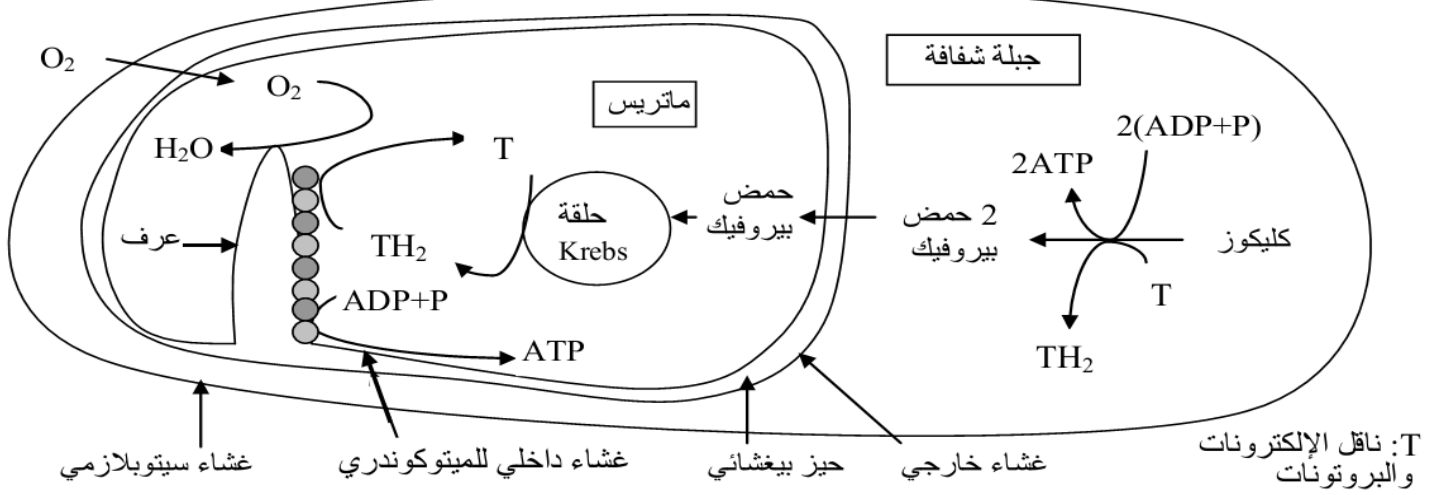 جبلة شفافة
O₂
O₂
ماتريس
H₂O
T
2(ADP+P)
2ATP
حلقة
Krebs
حمض
بيروفيك
2 حمض
بيروفيك
كليكوز
عرف
TH₂
T
ADP+P
ATP
TH₂
غشاء سيتوبلازمي
غشاء داخلي للميتوكوندري
حيز بيغشائي
غشاء خارجي
T: ناقل الإلكترونات
والبروتونات